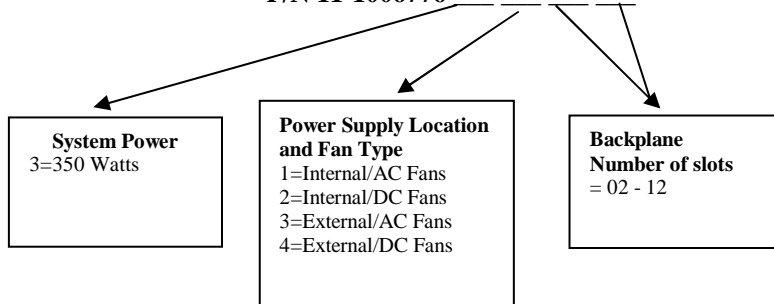 System Power
3=350 Watts
Power Supply Location
and Fan Type
1=Internal/AC Fans
2=Internal/DC Fans
3=External/AC Fans
4=External/DC Fans
Backplane
Number of slots
= 02 - 12